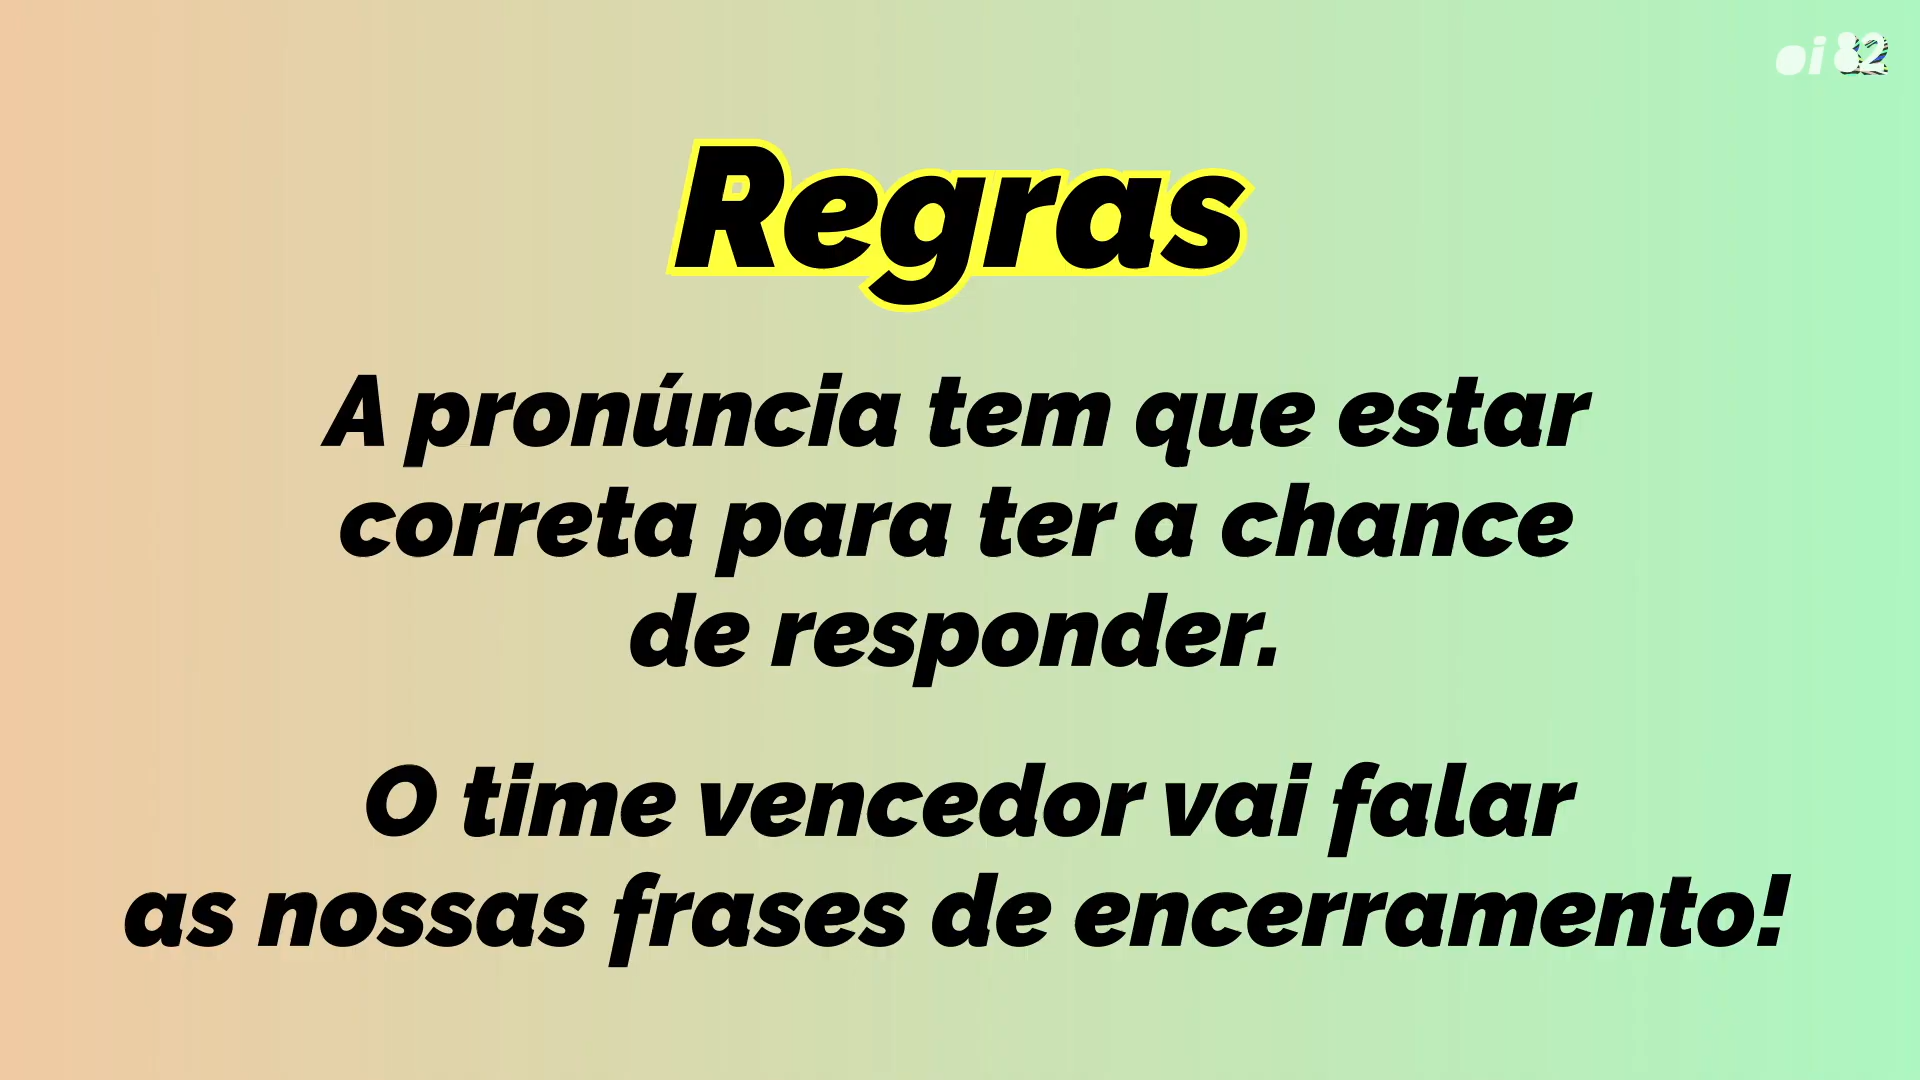 oi 82
Regras
A pronúncia tem que estar
correta para ter a chance
de responder.
O time vencedor vai falar
as nossas frases de encerramento!